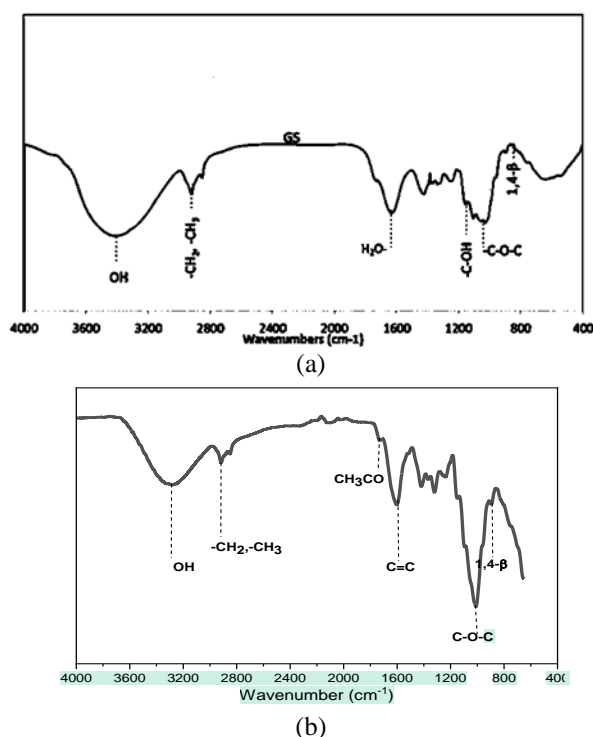 GS
OH
-CH₂, -CH₃
H₂O-
-C-OH
-C-O-C
1,4-β
4000 3600 3200 2800 2400 2000 1600 1200 800 400
Wavenumbers (cm-1)
(a)
CH3CO
-CH2,-CH3
OH
C=C
1,4-β
C-O-C
4000 3600 3200 2800 2400 2000 1600 1200 800 400
Wavenumber (cm⁻¹)
(b)